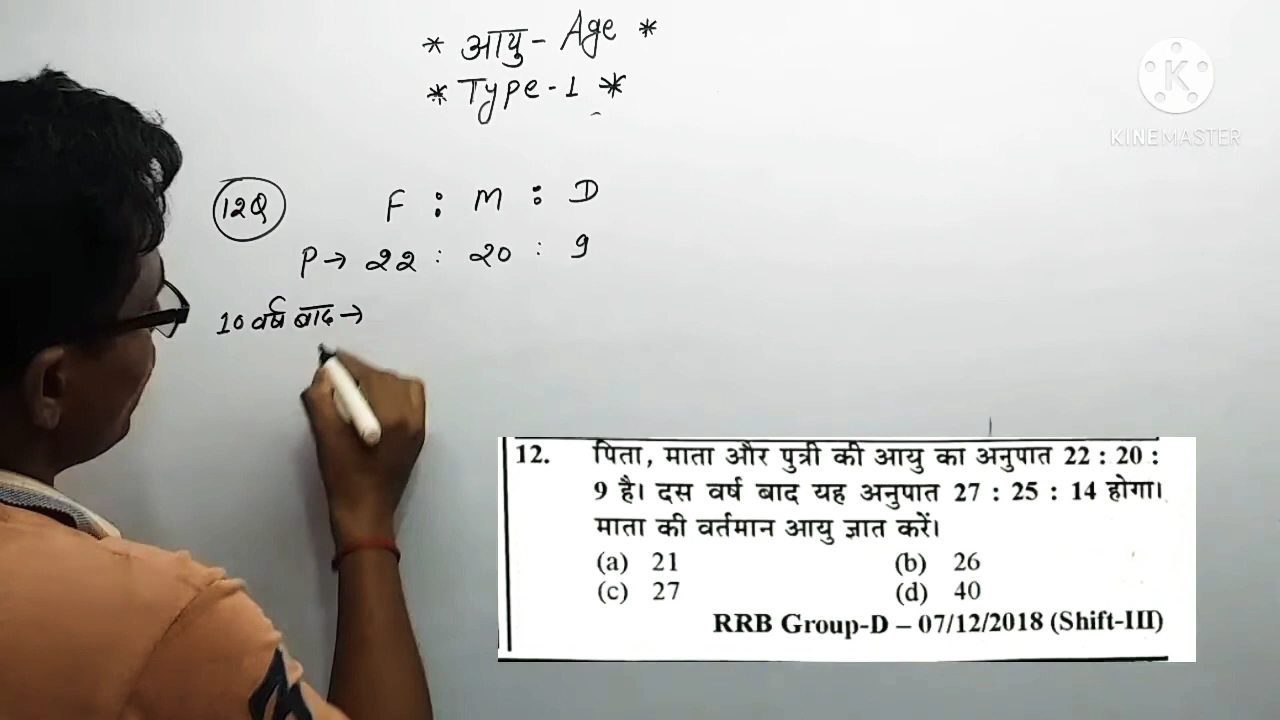 * आयु - Age *
* Type - 1 *
KINEMASTER
12Q F : M : D
P → 22 : 20 : 9
10 वर्ष बाद →
12. पिता, माता और पुत्री की आयु का अनुपात 22 : 20 :
9 है। दस वर्ष बाद यह अनुपात 27 : 25 : 14 होगा।
माता की वर्तमान आयु ज्ञात करें।
(a) 21 (b) 26
(c) 27 (d) 40
RRB Group-D – 07/12/2018 (Shift-III)